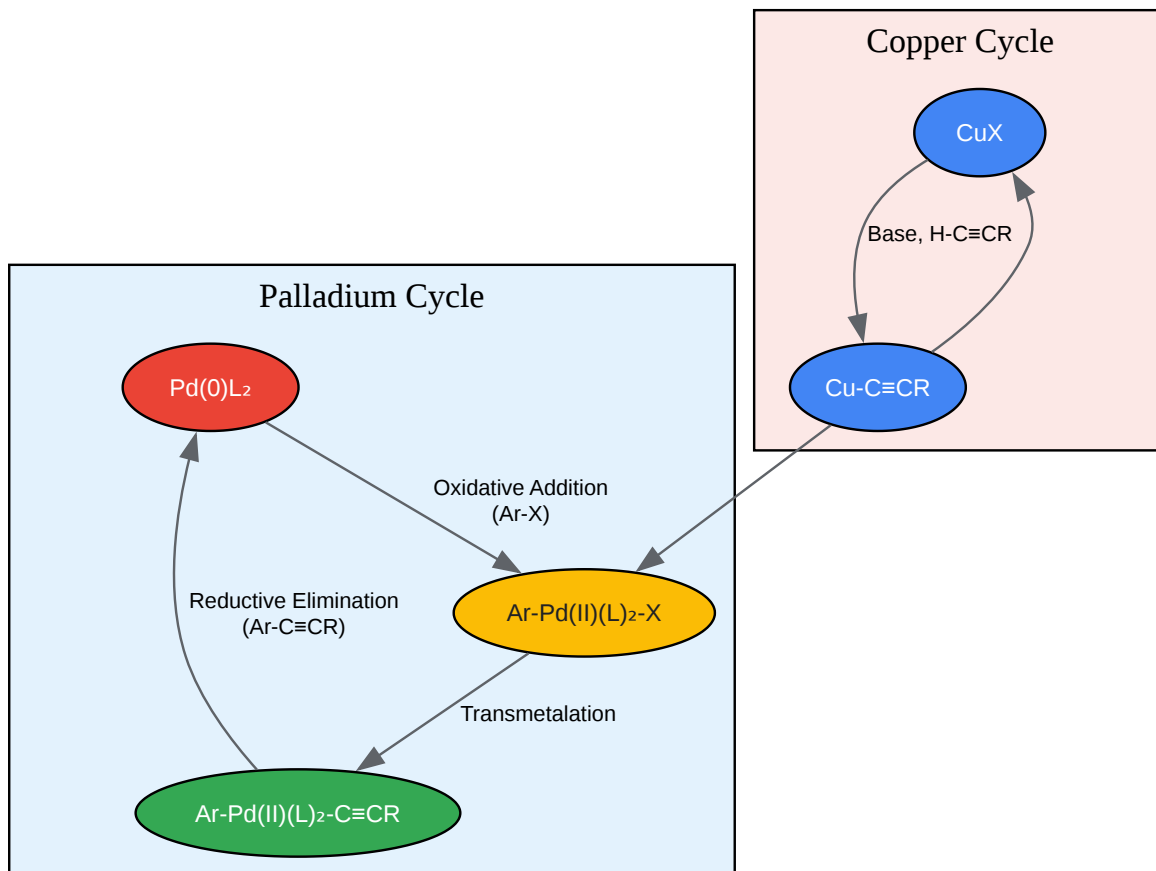 Copper Cycle
CuX
Base, H-C≡CR
Cu-C≡CR
Palladium Cycle
Pd(0)L₂
Oxidative Addition
(Ar-X)
Reductive Elimination
(Ar-C≡CR)
Ar-Pd(II)(L)₂-X
Transmetalation
Ar-Pd(II)(L)₂-C≡CR